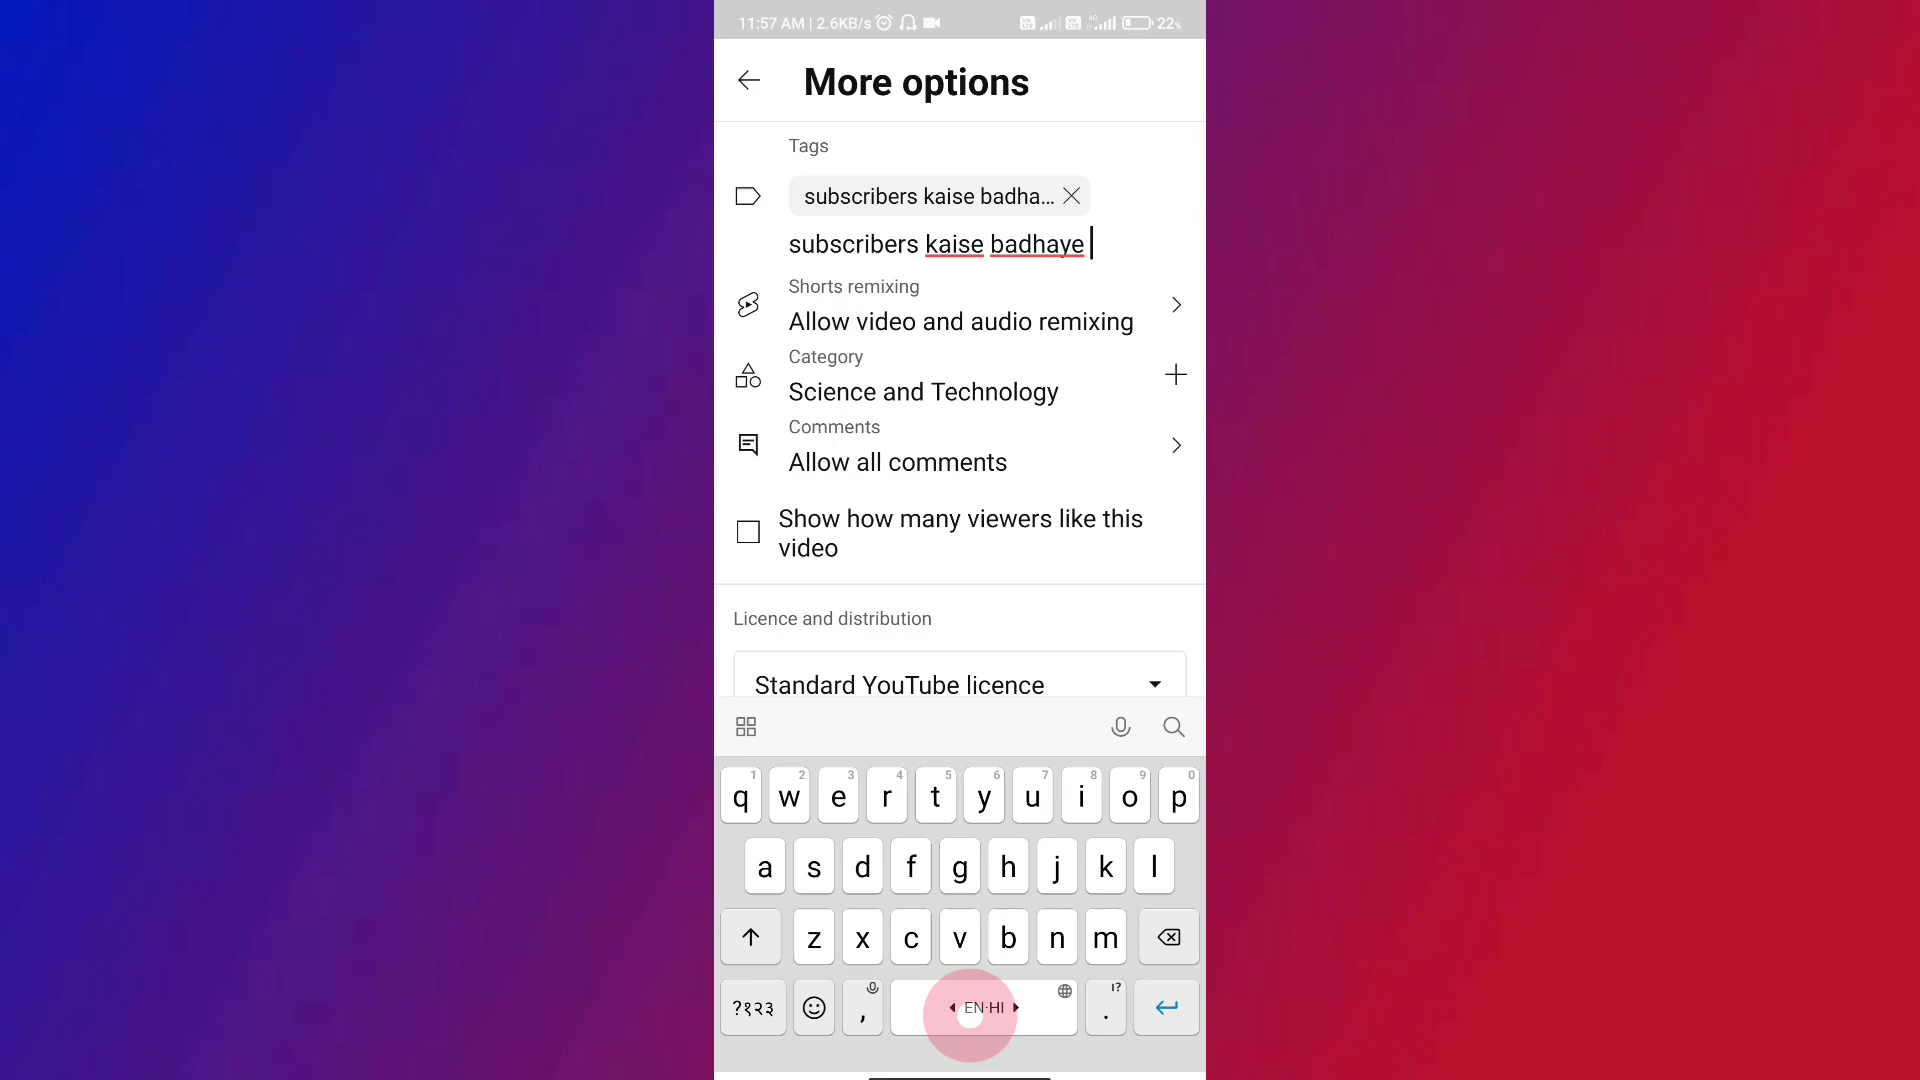 11:57 AM | 2.6KB/s 4G 22%
More options
Tags
subscribers kaise badha...
subscribers kaise badhaye
Shorts remixing
Allow video and audio remixing
Category
Science and Technology
Comments
Allow all comments
Show how many viewers like this
video
Licence and distribution
Standard YouTube licence
1 2 3 4 5 6 7 8 9 0
q w e r t y u i o p
a s d f g h j k l
z x c v b n m
?१२३ , EN·HI . !?